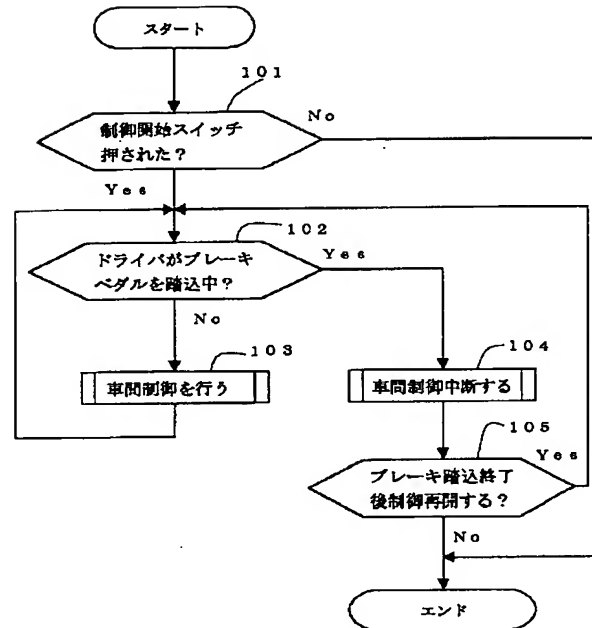 スタート
101
制御開始スイッチ
押された?
No
Yes
102
ドライバがブレーキ
ペダルを踏込中?
Yes
No
103
車間制御を行う
104
車間制御中断する
105
ブレーキ踏込終了
後制御再開する?
Yes
No
エンド